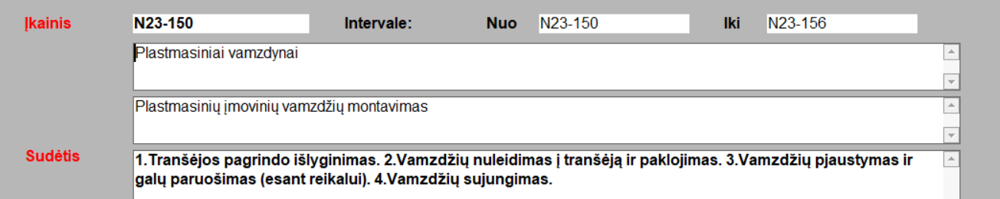 Įkainis N23-150 Intervale: Nuo N23-150 Iki N23-156
Plastmasiniai vamzdynai
Plastmasinių įmovinių vamzdžių montavimas
Sudėtis
1.Tranšėjos pagrindo išlyginimas. 2.Vamzdžių nuleidimas į tranšėją ir paklojimas. 3.Vamzdžių pjaustymas ir
galų paruošimas (esant reikalui). 4.Vamzdžių sujungimas.